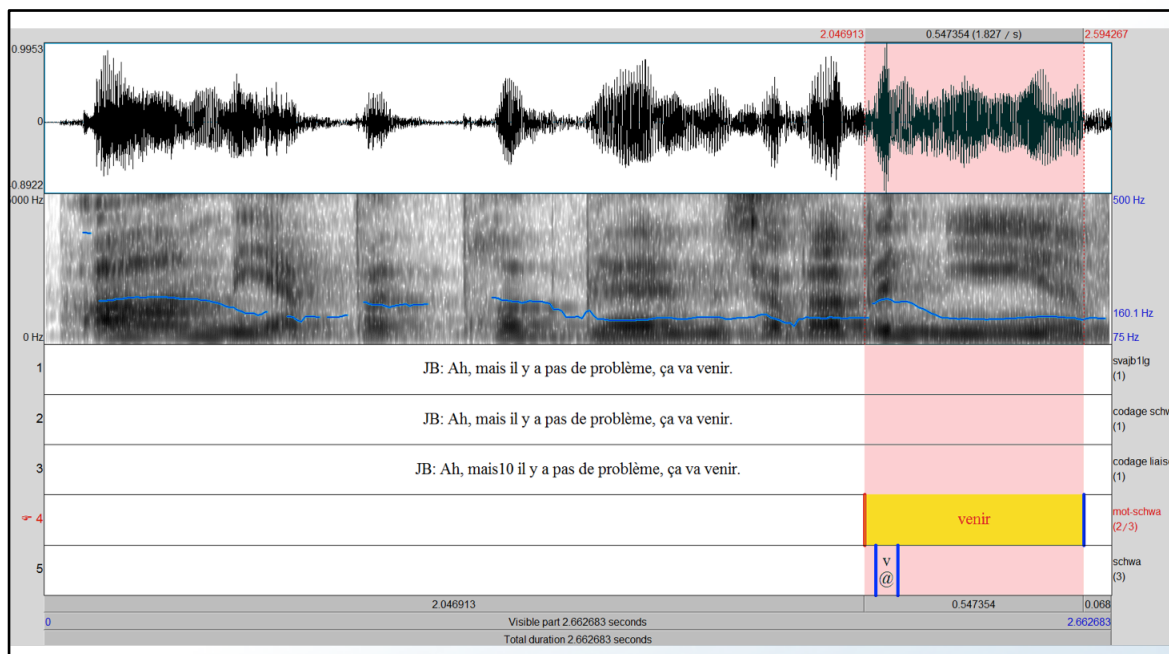 2.046913 0.547354 (1.827 / s) 2.594267
0.9953
0
0.8922
000 Hz 500 Hz
160.1 Hz
0 Hz 75 Hz
1 JB: Ah, mais il y a pas de problème, ça va venir. svajb1lg
(1)
2 JB: Ah, mais il y a pas de problème, ça va venir. codage schw
(1)
3 JB: Ah, mais10 il y a pas de problème, ça va venir. codage liaiso
(1)
4 venir mot-schwa
(2/3)
5 v
@ schwa
(3)
2.046913 0.547354 0.068
0 Visible part 2.662683 seconds 2.662683
Total duration 2.662683 seconds